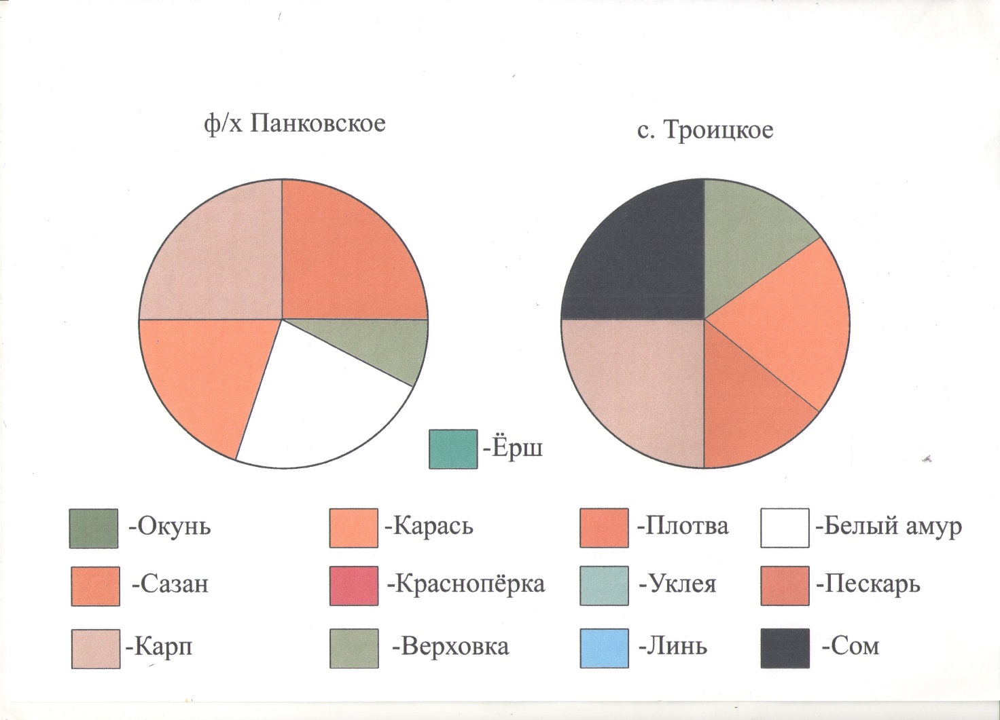 ф/х Панковское
с. Троицкое
-Ёрш
-Окунь
-Карась
-Плотва
-Белый амур
-Сазан
-Краснопёрка
-Уклея
-Пескарь
-Карп
-Верховка
-Линь
-Сом